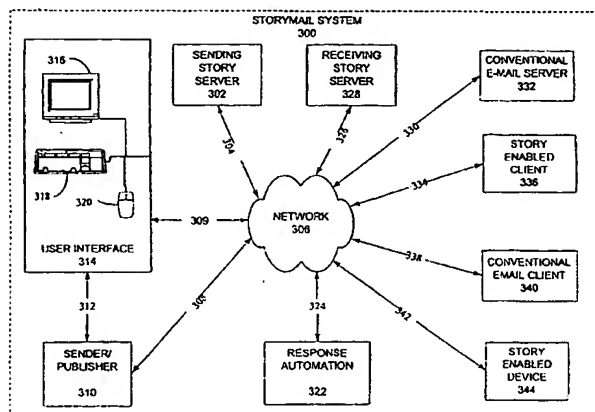 STORYMAIL SYSTEM
300
316
318
320
USER INTERFACE
314
SENDING
STORY SERVER
302
RECEIVING
STORY SERVER
328
CONVENTIONAL
E-MAIL SERVER
332
304
330
STORY
ENABLED
CLIENT
336
334
309
NETWORK
306
338
CONVENTIONAL
EMAIL CLIENT
340
312
324
342
SENDER/
PUBLISHER
310
RESPONSE
AUTOMATION
322
STORY
ENABLED
DEVICE
344